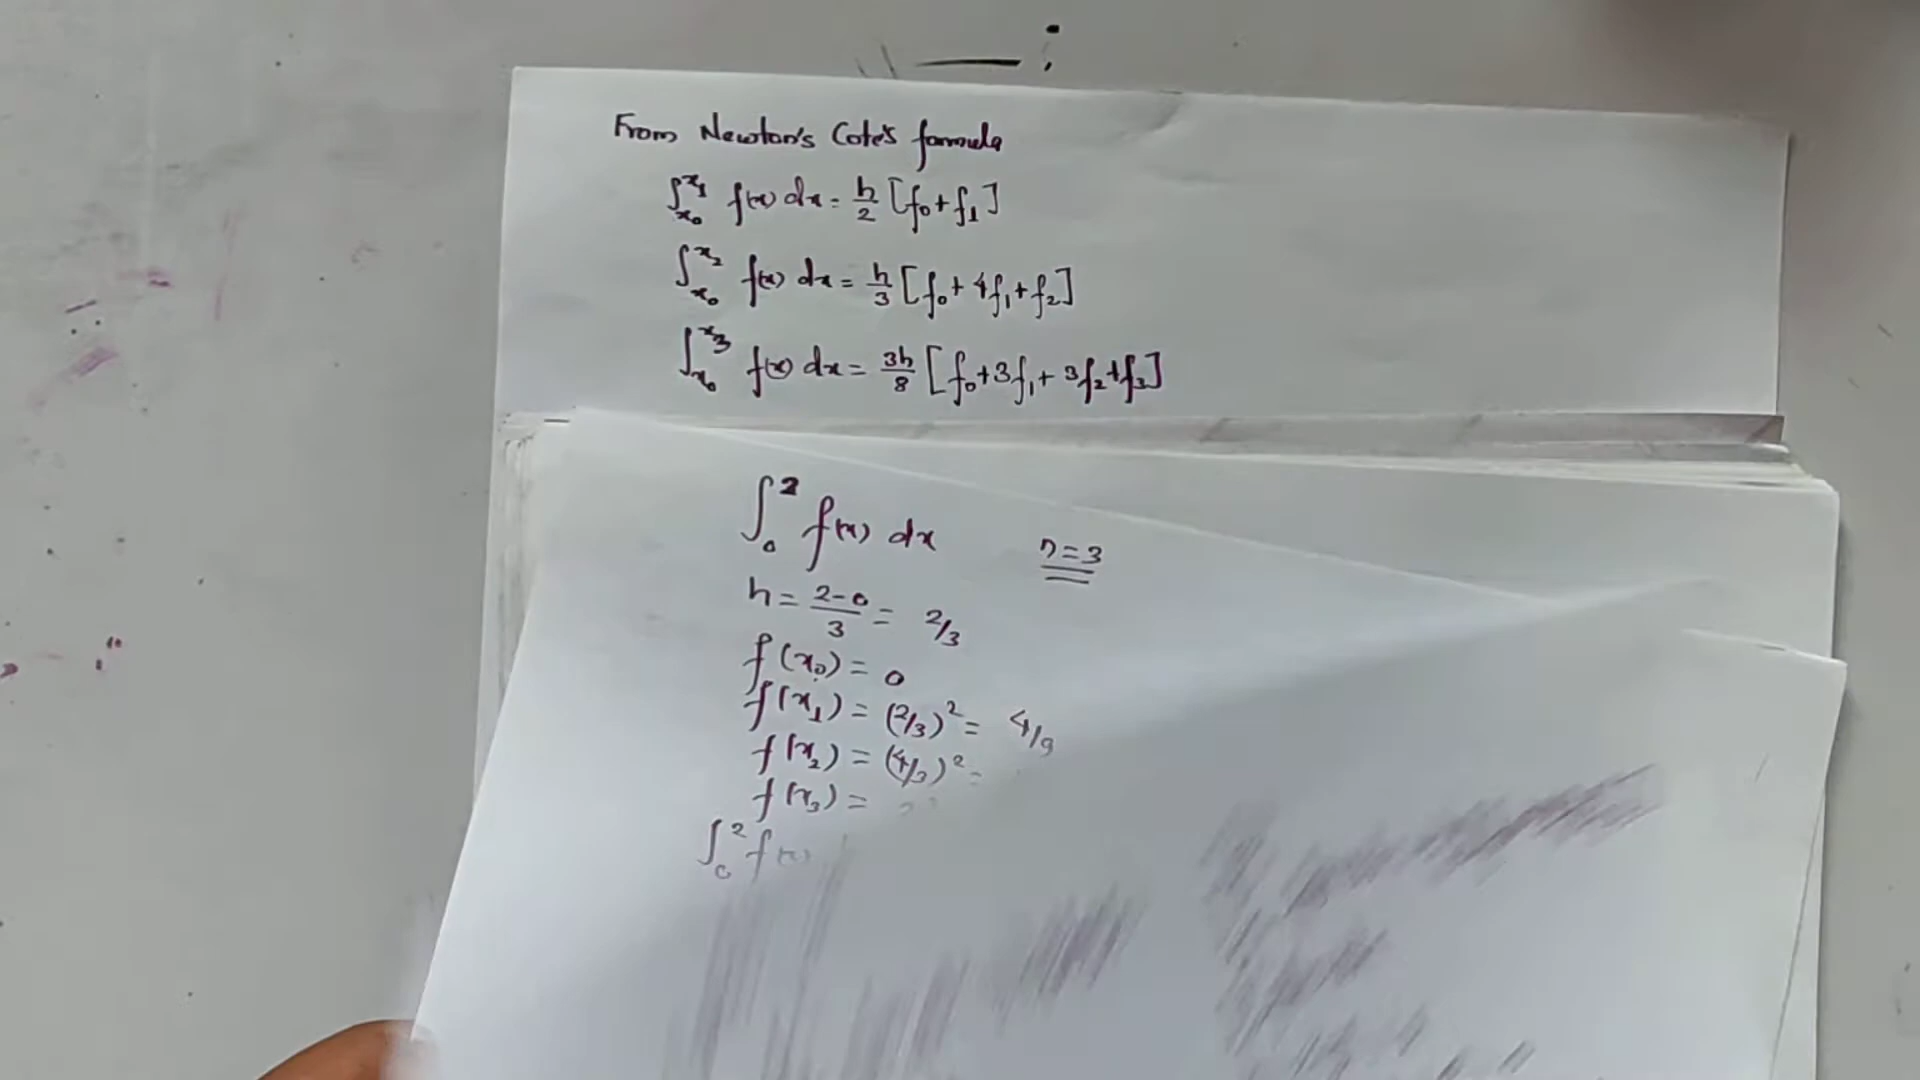 From Newton's Cote's formula
∫_{x₀}^{x₁} f(x) dx = h/2 [f₀ + f₁]
∫_{x₀}^{x₂} f(x) dx = h/3 [f₀ + 4f₁ + f₂]
∫_{x₀}^{x₃} f(x) dx = 3h/8 [f₀ + 3f₁ + 3f₂ + f₃]
∫₀² f(x) dx n = 3
h = (2-0)/3 = 2/3
f(x₀) = 0
f(x₁) = (2/3)² = 4/9
f(x₂) = (4/3)² =
f(x₃) =
∫₀² f(x)